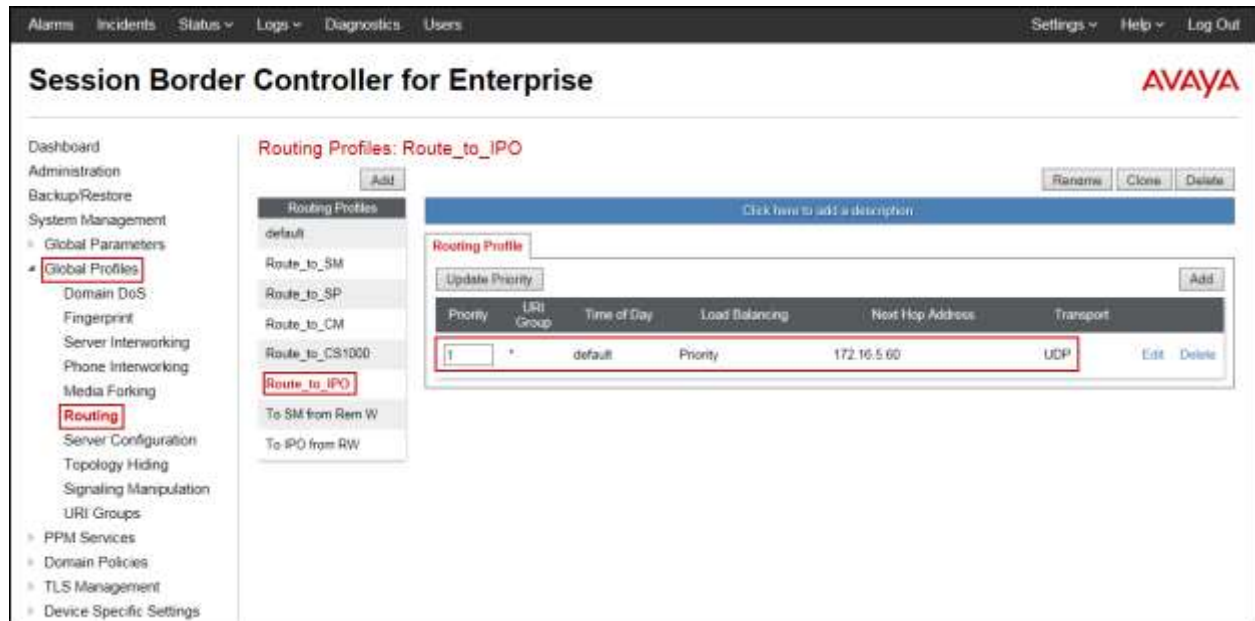 Alarms Incidents Status Logs Diagnostics Users Settings Help Log Out
Session Border Controller for Enterprise
AVAYA
Dashboard
Administration
Backup/Restore
System Management
Global Parameters
Global Profiles
Domain DoS
Fingerprint
Server Interworking
Phone Interworking
Media Forking
Routing
Server Configuration
Topology Hiding
Signaling Manipulation
URI Groups
PPM Services
Domain Policies
TLS Management
Device Specific Settings
Routing Profiles: Route_to_IPO
Add
Rename Clone Delete
Routing Profiles
default
Route_to_SM
Route_to_SP
Route_to_CM
Route_to_CS1000
Route_to_IPO
To SM from Rem W
To IPO from RW
Click here to add a description
Routing Profile
Update Priority Add
Priority URI Group Time of Day Load Balancing Next Hop Address Transport
1 * default Priority 172.16.5.60 UDP Edit Delete